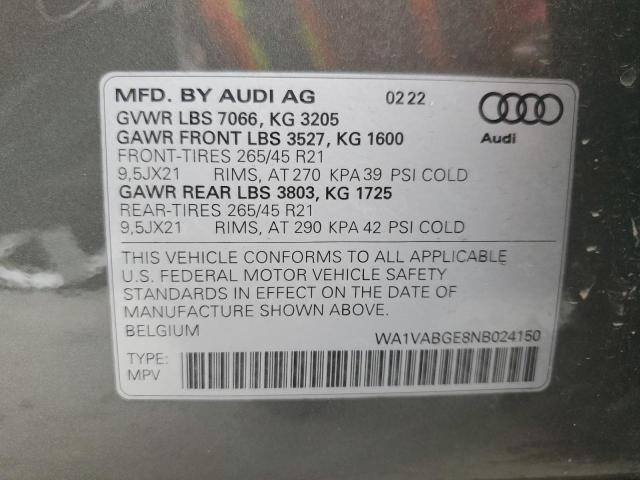 MFD. BY AUDI AG 02 22
GVWR LBS 7066, KG 3205
GAWR FRONT LBS 3527, KG 1600
FRONT-TIRES 265/45 R21
9,5JX21 RIMS, AT 270 KPA 39 PSI COLD
GAWR REAR LBS 3803, KG 1725
REAR-TIRES 265/45 R21
9,5JX21 RIMS, AT 290 KPA 42 PSI COLD
Audi
THIS VEHICLE CONFORMS TO ALL APPLICABLE
U.S. FEDERAL MOTOR VEHICLE SAFETY
STANDARDS IN EFFECT ON THE DATE OF
MANUFACTURE SHOWN ABOVE.
BELGIUM WA1VABGE8NB024150
TYPE:
MPV